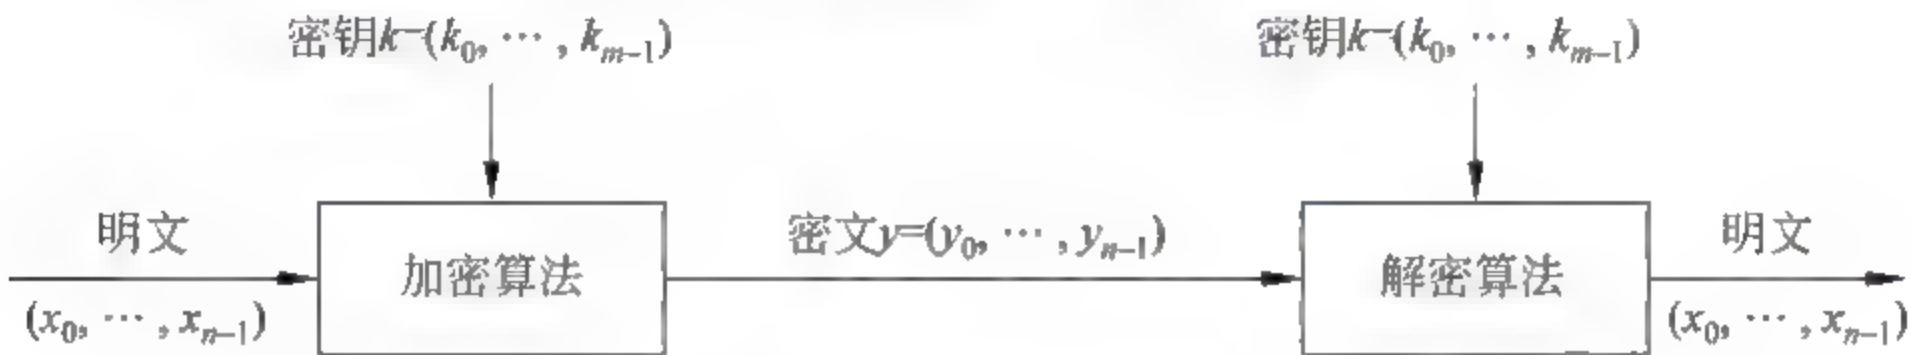 密钥k=(k₀, ⋯ , kₘ₋₁)
密钥k=(k₀, ⋯ , kₘ₋₁)
明文
(x₀, ⋯ , xₙ₋₁)
加密算法
密文y=(y₀, ⋯ , yₙ₋₁)
解密算法
明文
(x₀, ⋯ , xₙ₋₁)